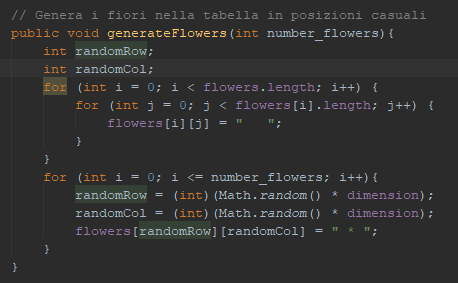 // Genera i fiori nella tabella in posizioni casuali
public void generateFlowers(int number_flowers){
    int randomRow;
    int randomCol;
    for (int i = 0; i < flowers.length; i++) {
        for (int j = 0; j < flowers[i].length; j++) {
            flowers[i][j] = "   ";
        }
    }
    for (int i = 0; i <= number_flowers; i++){
        randomRow = (int)(Math.random() * dimension);
        randomCol = (int)(Math.random() * dimension);
        flowers[randomRow][randomCol] = " * ";
    }
}